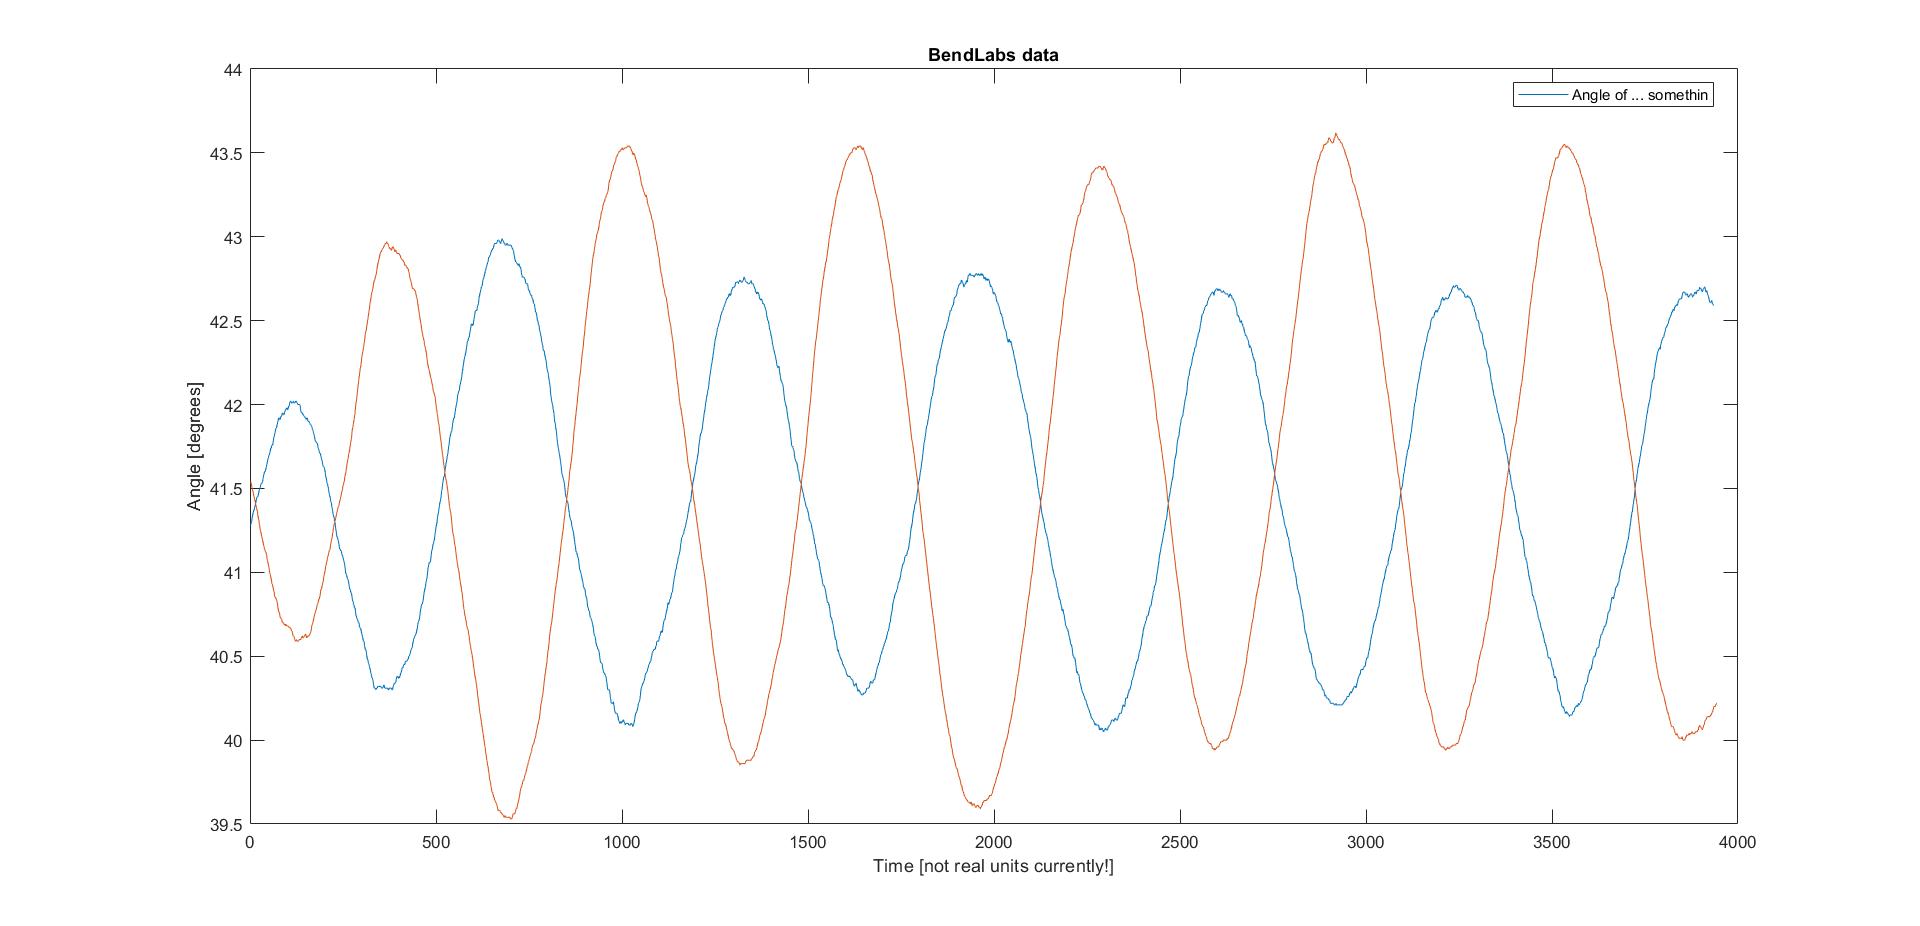 BendLabs data
Angle of ... somethin
44
43.5
43
42.5
42
41.5
41
40.5
40
39.5
Angle [degrees]
0 500 1000 1500 2000 2500 3000 3500 4000
Time [not real units currently!]